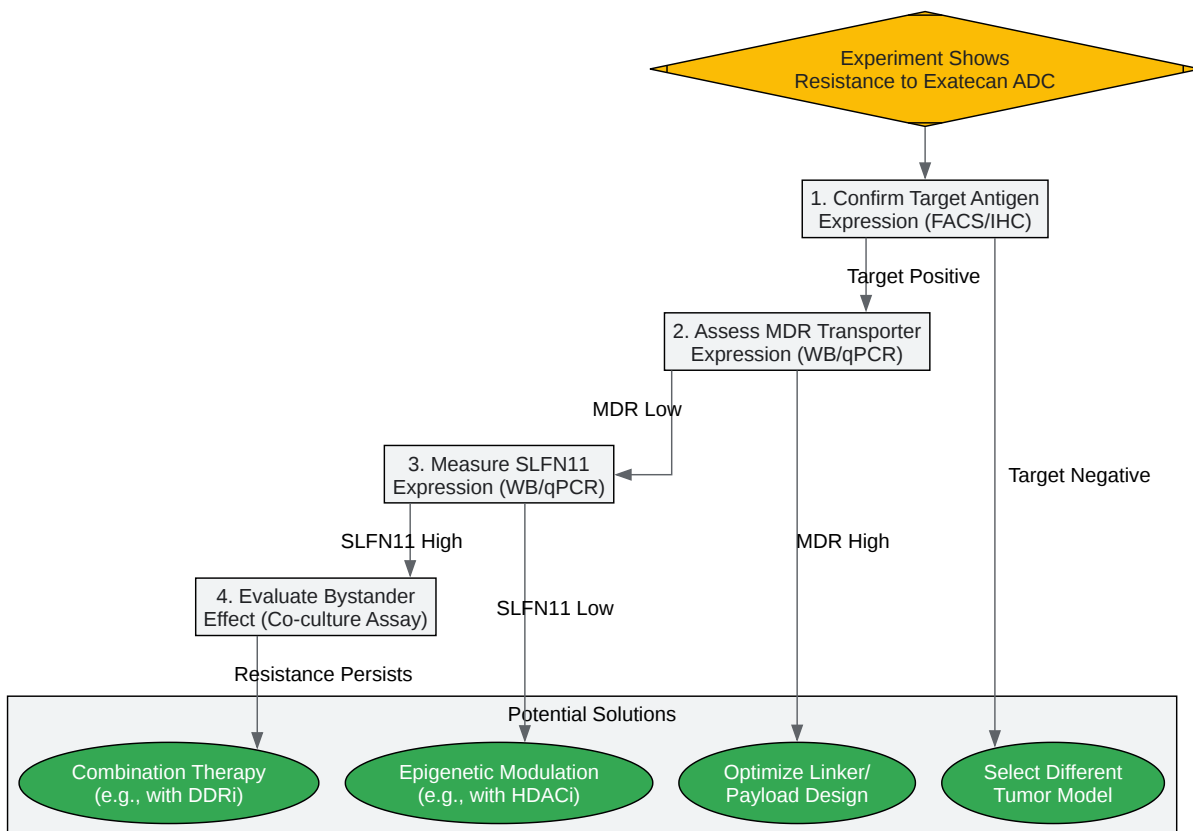 Experiment Shows
Resistance to Exatecan ADC
1. Confirm Target Antigen
Expression (FACS/IHC)
Target Positive
2. Assess MDR Transporter
Expression (WB/qPCR)
MDR Low
3. Measure SLFN11
Expression (WB/qPCR)
Target Negative
SLFN11 High
MDR High
4. Evaluate Bystander
Effect (Co-culture Assay)
SLFN11 Low
Resistance Persists
Potential Solutions
Combination Therapy
(e.g., with DDRi)
Epigenetic Modulation
(e.g., with HDACi)
Optimize Linker/
Payload Design
Select Different
Tumor Model